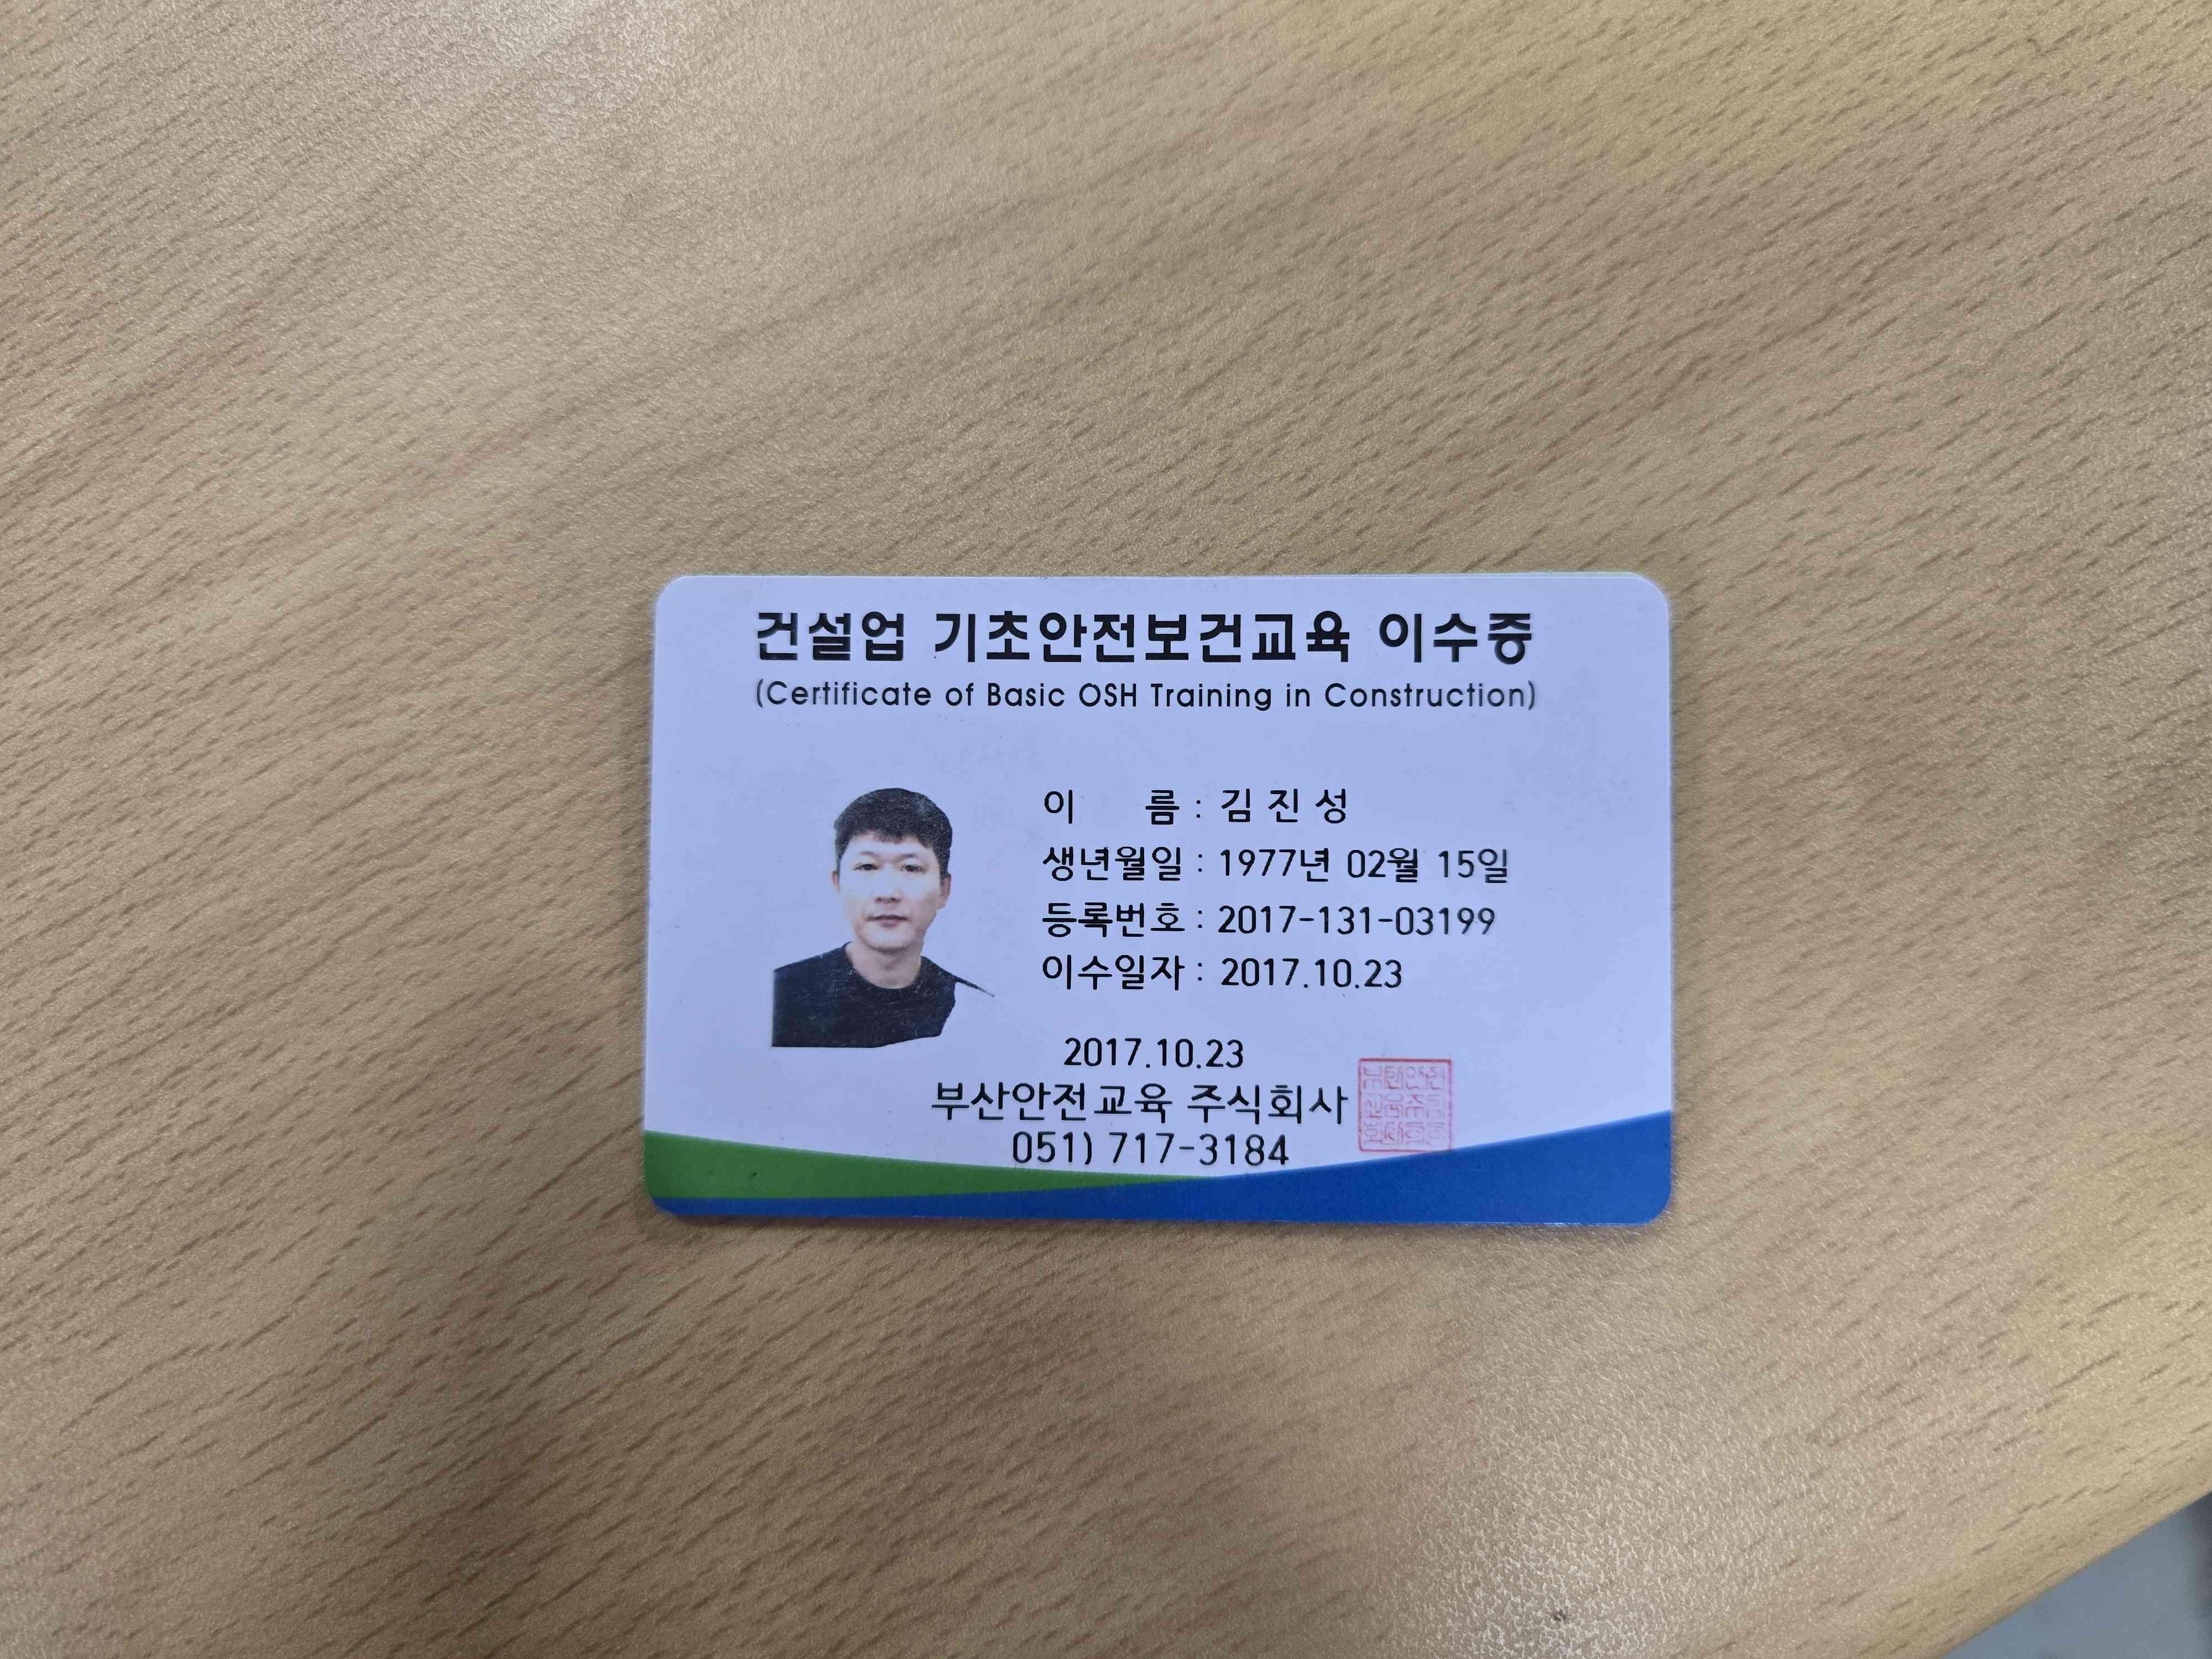 건설업 기초안전보건교육 이수증
(Certificate of Basic OSH Training in Construction)
이 름 : 김 진 성
생년월일 : 1977년 02월 15일
등록번호 : 2017-131-03199
이수일자 : 2017.10.23
2017.10.23
부산안전교육 주식회사
051) 717-3184